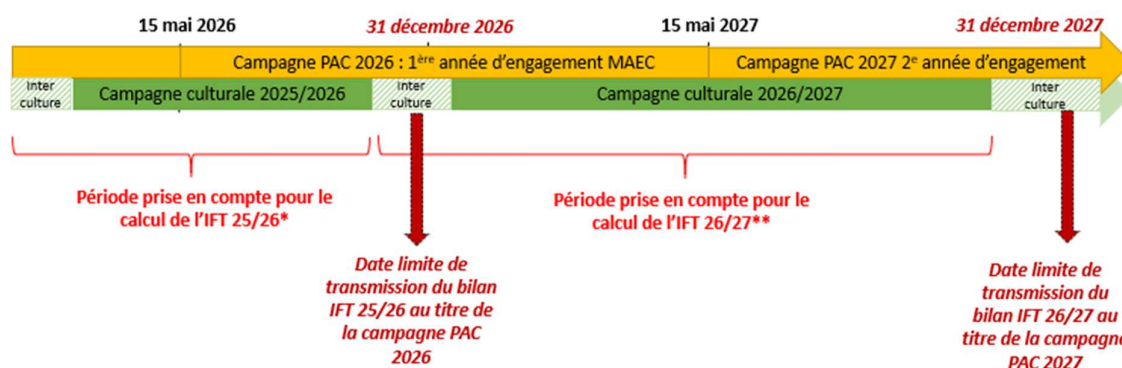 15 mai 2026
31 décembre 2026
15 mai 2027
31 décembre 2027
Campagne PAC 2026 : 1ère année d’engagement MAEC
Campagne PAC 2027 2e année d’engagement
Inter
culture
Campagne culturale 2025/2026
Inter
culture
Campagne culturale 2026/2027
Inter
culture
Période prise en compte pour le
calcul de l’IFT 25/26*
Période prise en compte pour le
calcul de l’IFT 26/27**
Date limite de
transmission du bilan
IFT 25/26 au titre de
la campagne PAC
2026
Date limite de
transmission du
bilan IFT 26/27 au
titre de la campagne
PAC 2027